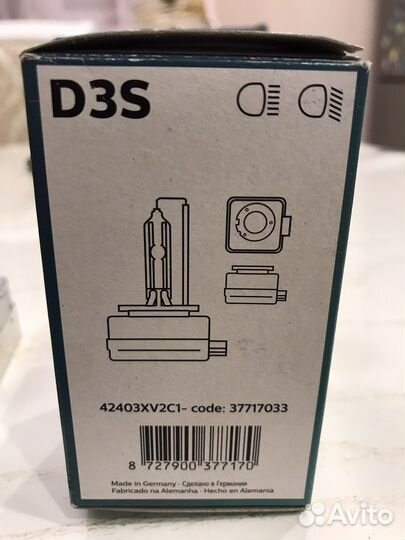 D3S
42403XV2C1- code: 37717033
8 727900 377170
Made in Germany · Сделано в Германии
Fabricado na Alemanha · Hecho en Alemania
Avito